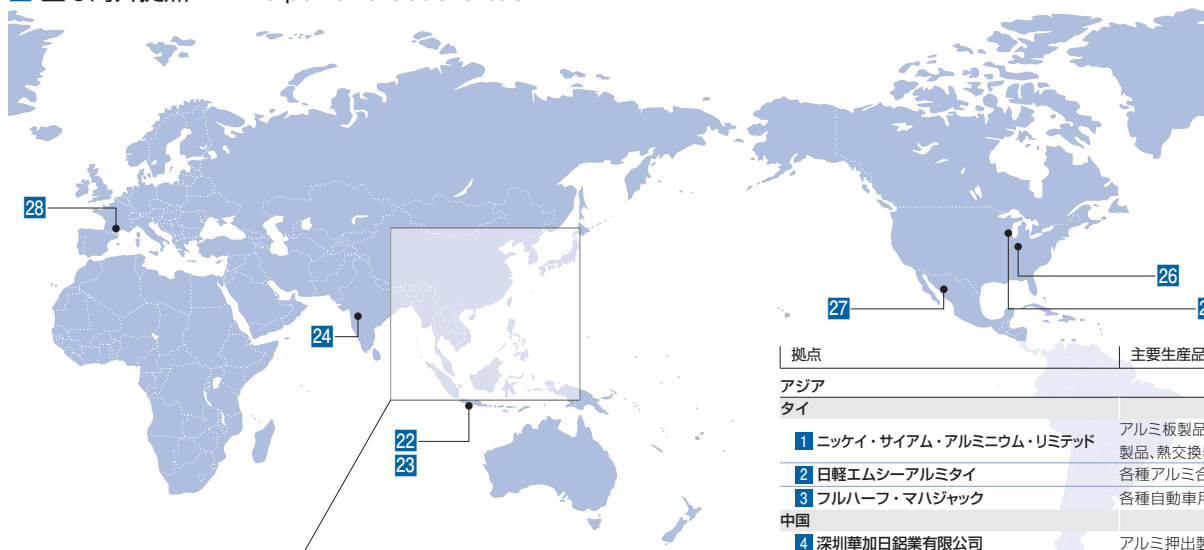 28
24
22
23
26
27
拠点 主要生産品
アジア
タイ
1 ニッケイ・サイアム・アルミニウム・リミテッド アルミ板製品
製品、熱交換
2 日軽エムシーアルミタイ 各種アルミ合
3 フルハーフ・マハジャック 各種自動車用
中国
4 深圳華加日鋁業有限公司 アルミ押出製